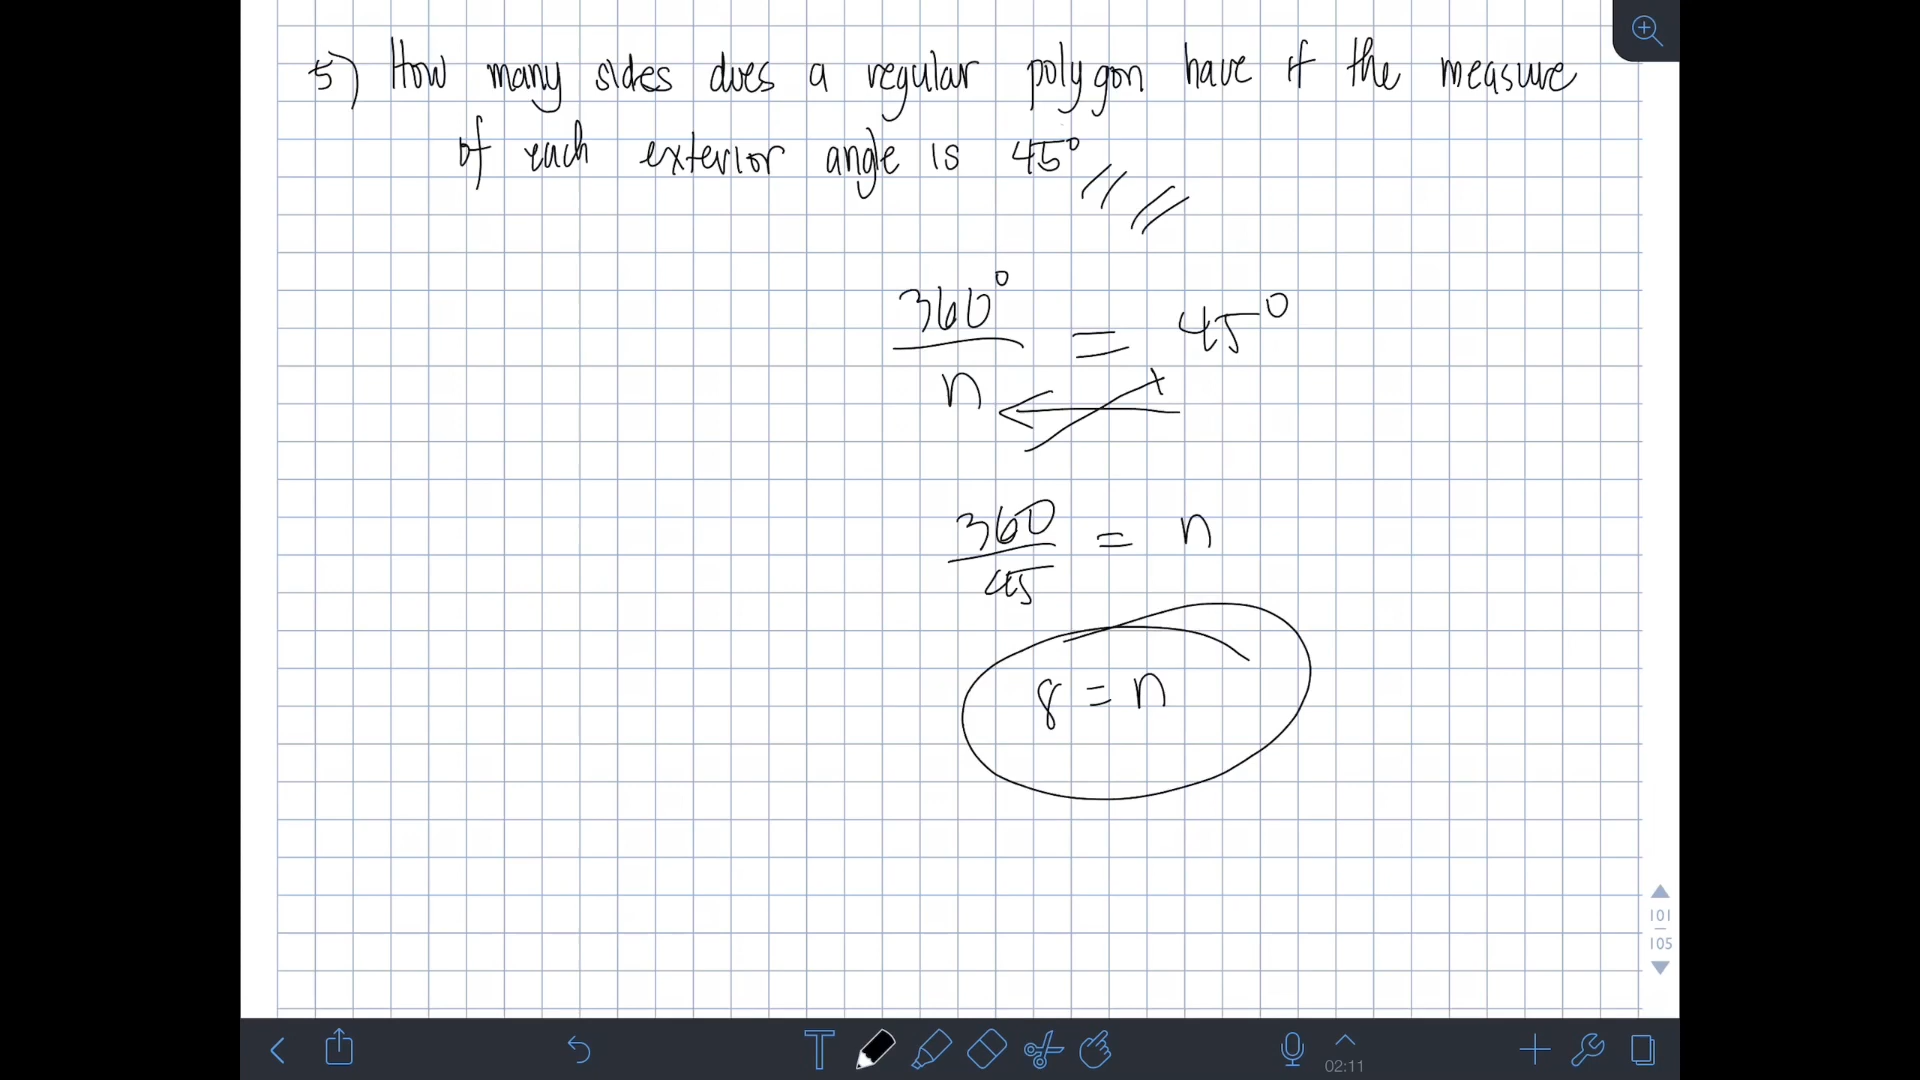 5) How many sides does a regular polygon have if the measure
of each exterior angle is 45°
360°
= 45°
n
360
= n
45
8 = n
101
105
T
02:11